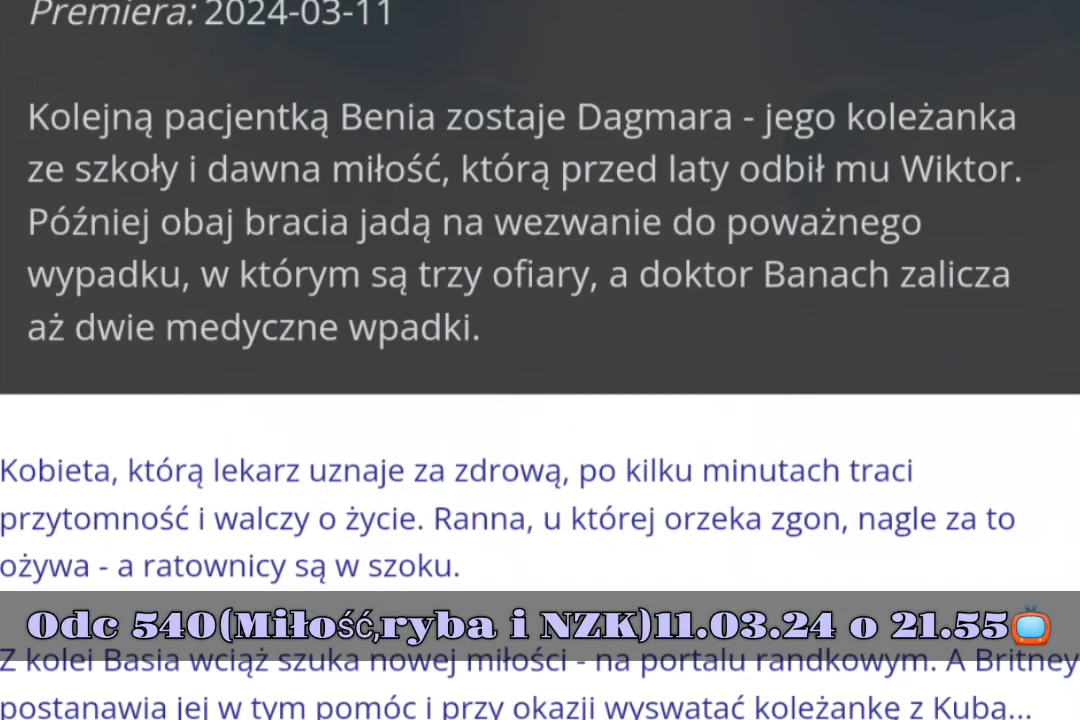 Premiera: 2024-03-11
Kolejną pacjentką Benia zostaje Dagmara - jego koleżanka
ze szkoły i dawna miłość, którą przed laty odbił mu Wiktor.
Później obaj bracia jadą na wezwanie do poważnego
wypadku, w którym są trzy ofiary, a doktor Banach zalicza
aż dwie medyczne wpadki.
Kobieta, którą lekarz uznaje za zdrową, po kilku minutach traci
przytomność i walczy o życie. Ranna, u której orzeka zgon, nagle za to
ożywa - a ratownicy są w szoku.
Odc 540(Miłość,ryba i NZK)11.03.24 o 21.55📺
Z kolei Basia wciąż szuka nowej miłości - na portalu randkowym. A Britney
postanawia jej w tym pomóc i przy okazji wyswatać koleżankę z Kubą...